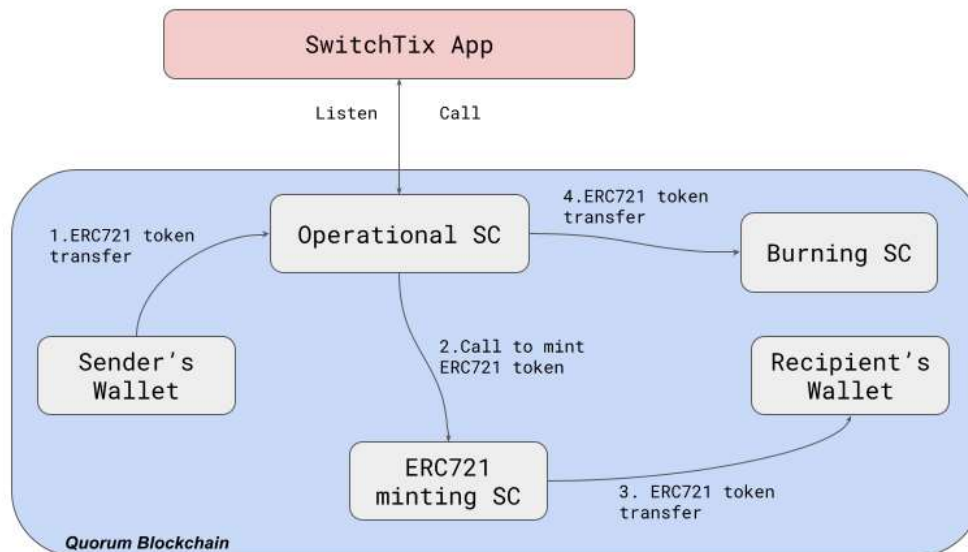 SwitchTix App
Listen
Call
Operational SC
4.ERC721 token
transfer
1.ERC721 token
transfer
Burning SC
Sender's
Wallet
2.Call to mint
ERC721 token
Recipient's
Wallet
ERC721
minting SC
3. ERC721 token
transfer
Quorum Blockchain